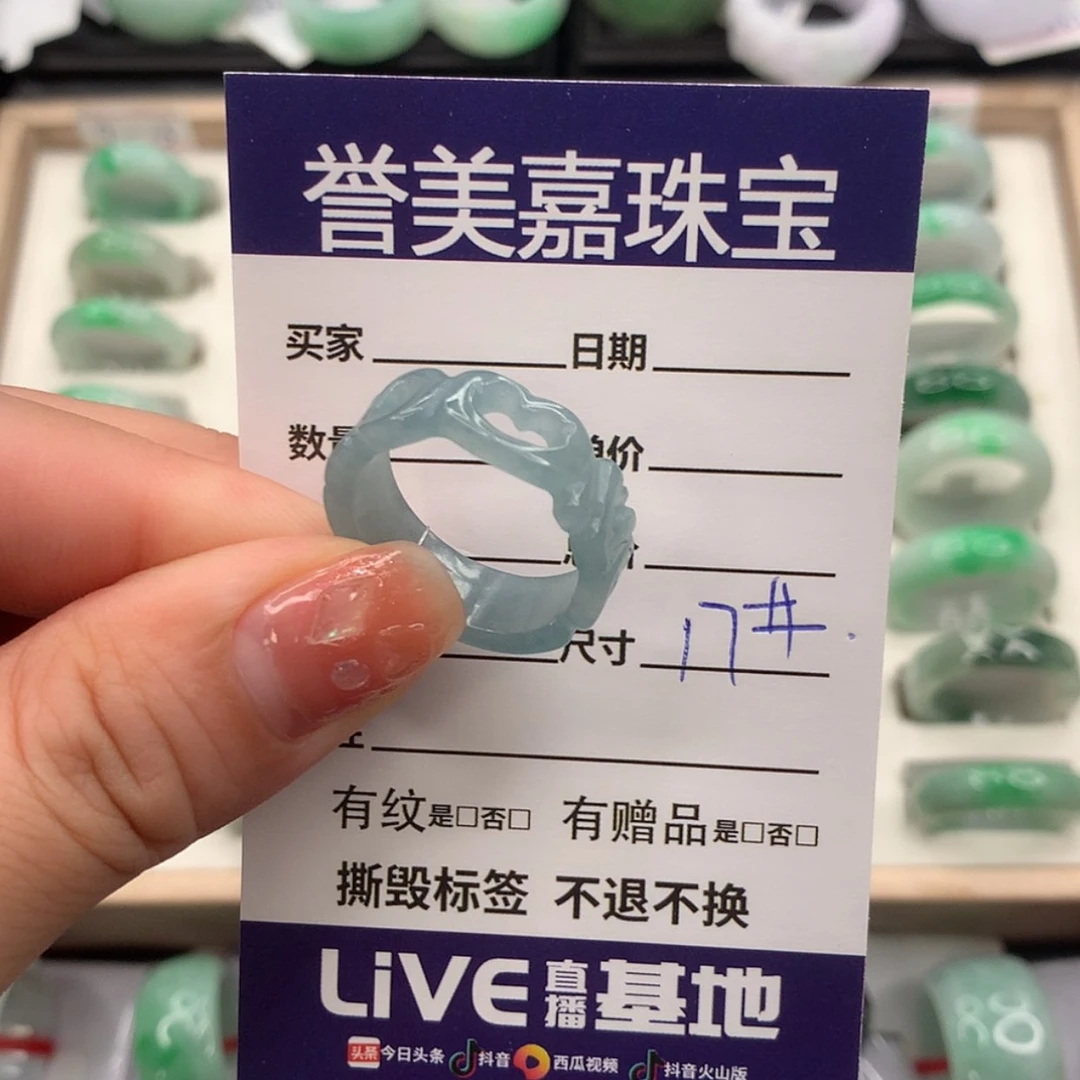 誉美嘉珠宝
买家 日期
数量 单价
尺寸 17#
有纹是□否□ 有赠品是□否□
撕毁标签 不退不换
LiVE直播基地
头条 今日头条 抖音 西瓜视频 抖音火山版